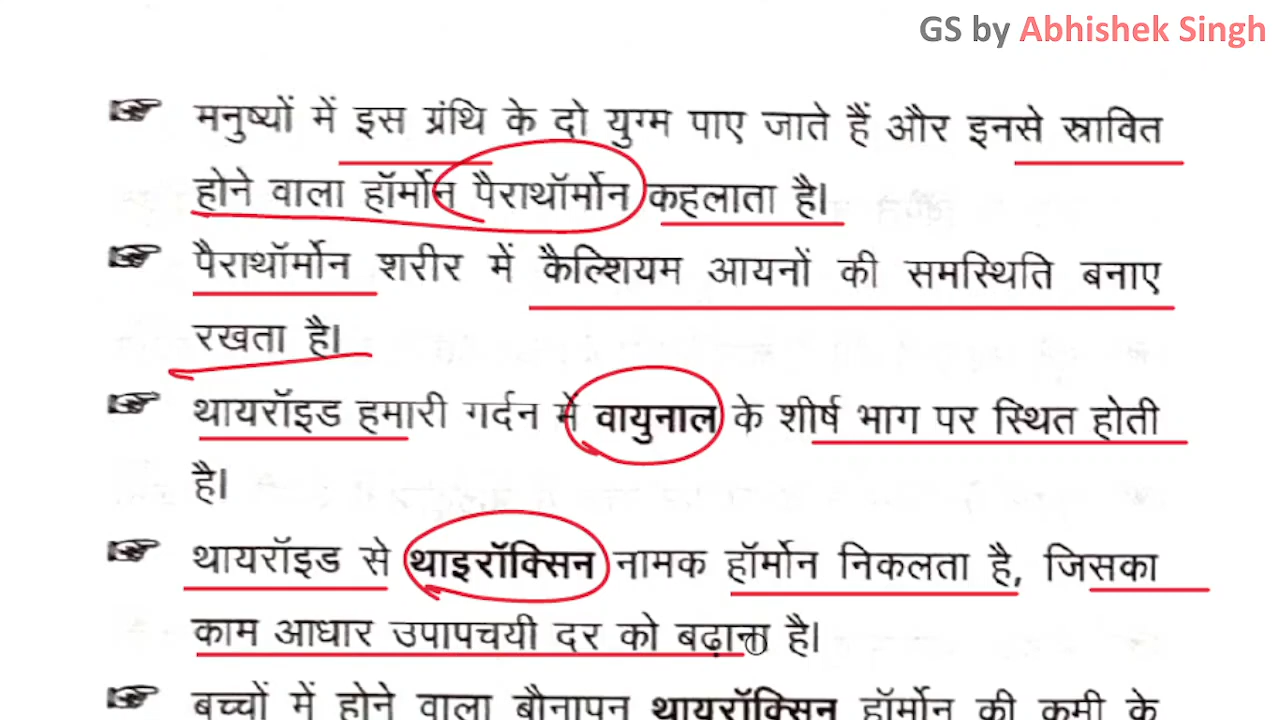 GS by Abhishek Singh
मनुष्यों में इस ग्रंथि के दो युग्म पाए जाते हैं और इनसे स्रावित
होने वाला हॉर्मोन पैराथॉर्मोन कहलाता है।
पैराथॉर्मोन शरीर में कैल्शियम आयनों की समस्थिति बनाए
रखता है।
थायरॉइड हमारी गर्दन में वायुनाल के शीर्ष भाग पर स्थित होती
है।
थायरॉइड से थाइरॉक्सिन नामक हॉर्मोन निकलता है, जिसका
काम आधार उपापचयी दर को बढ़ाना है।
बच्चों में होने वाला बौनापन थायरॉक्सिन हॉर्मोन की कमी के